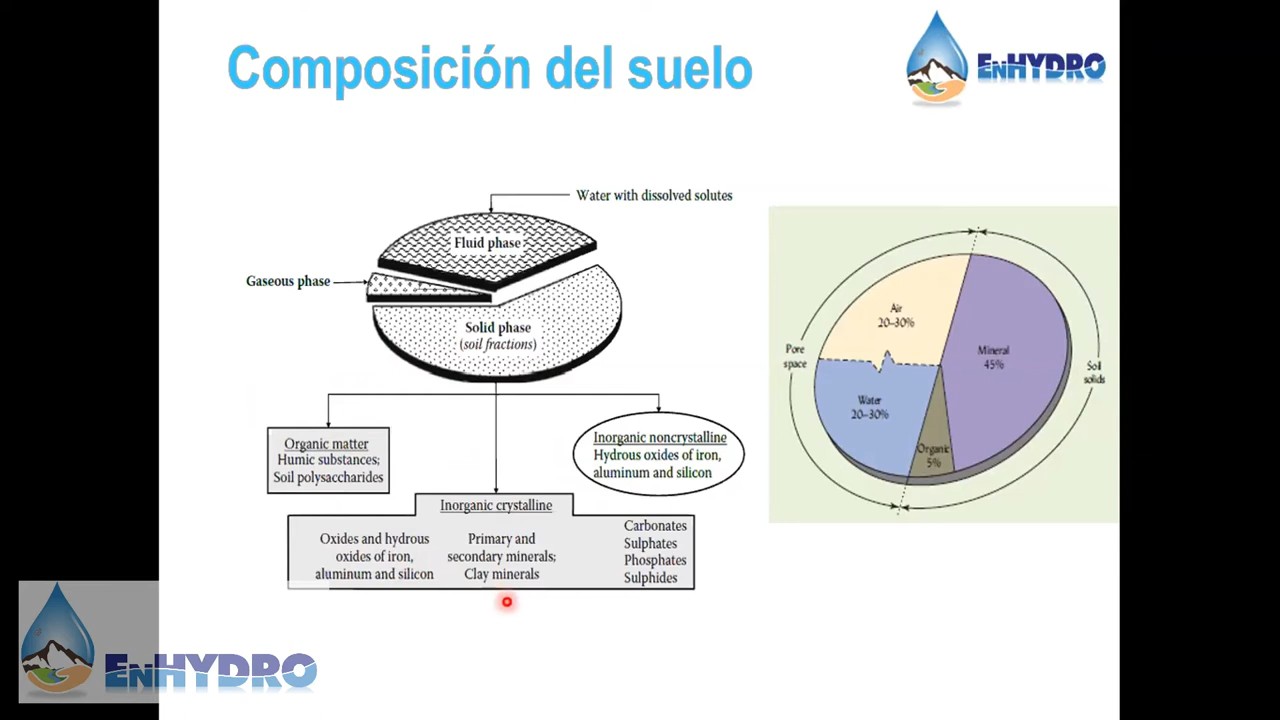 Composición del suelo
ENHYDRO
Water with dissolved solutes
Fluid phase
Gaseous phase
Solid phase
(soil fractions)
Organic matter
Humic substances;
Soil polysaccharides
Inorganic noncrystalline
Hydrous oxides of iron,
aluminum and silicon
Inorganic crystalline
Oxides and hydrous
oxides of iron,
aluminum and silicon
Primary and
secondary minerals;
Clay minerals
Carbonates
Sulphates
Phosphates
Sulphides
Air
20–30%
Mineral
45%
Pore
space
Soil
solids
Water
20–30%
Organic
5%
ENHYDRO